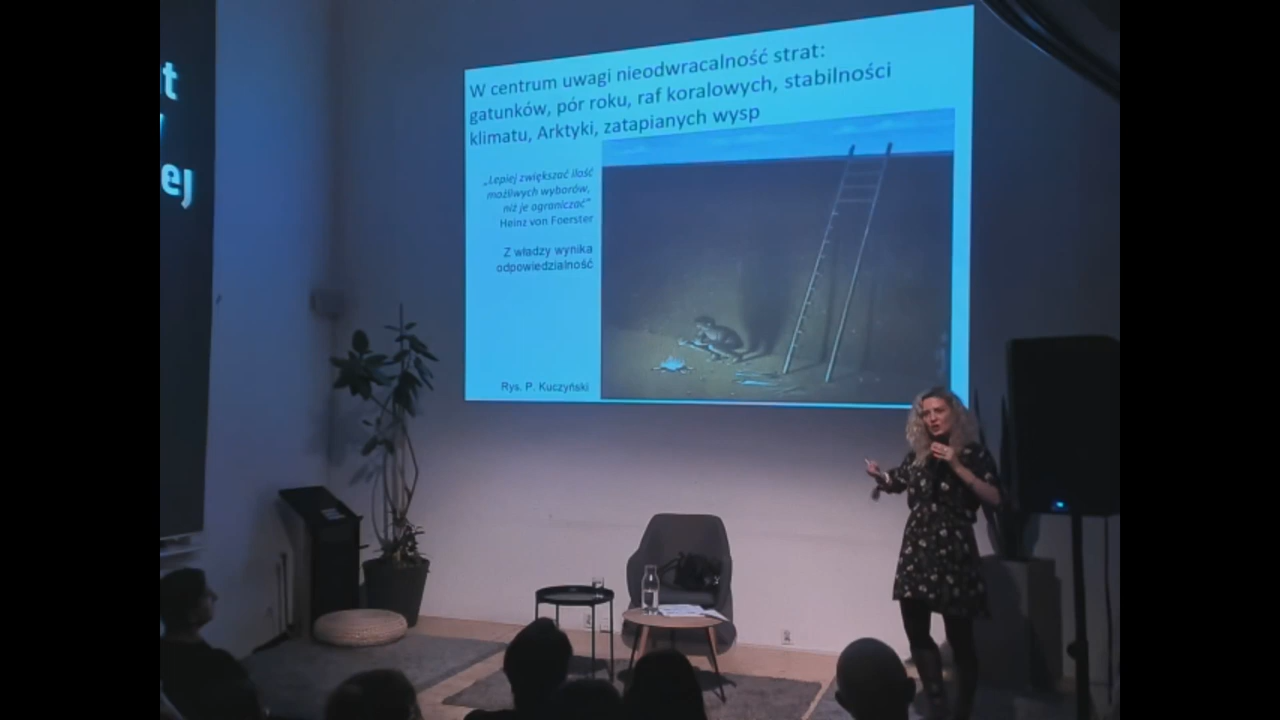 t
ej
W centrum uwagi nieodwracalność strat:
gatunków, pór roku, raf koralowych, stabilności
klimatu, Arktyki, zatapianych wysp
„Lepiej zwiększać ilość
możliwych wyborów,
niż je ograniczać”
Heinz von Foerster
Z władzy wynika
odpowiedzialność
Rys. P. Kuczyński